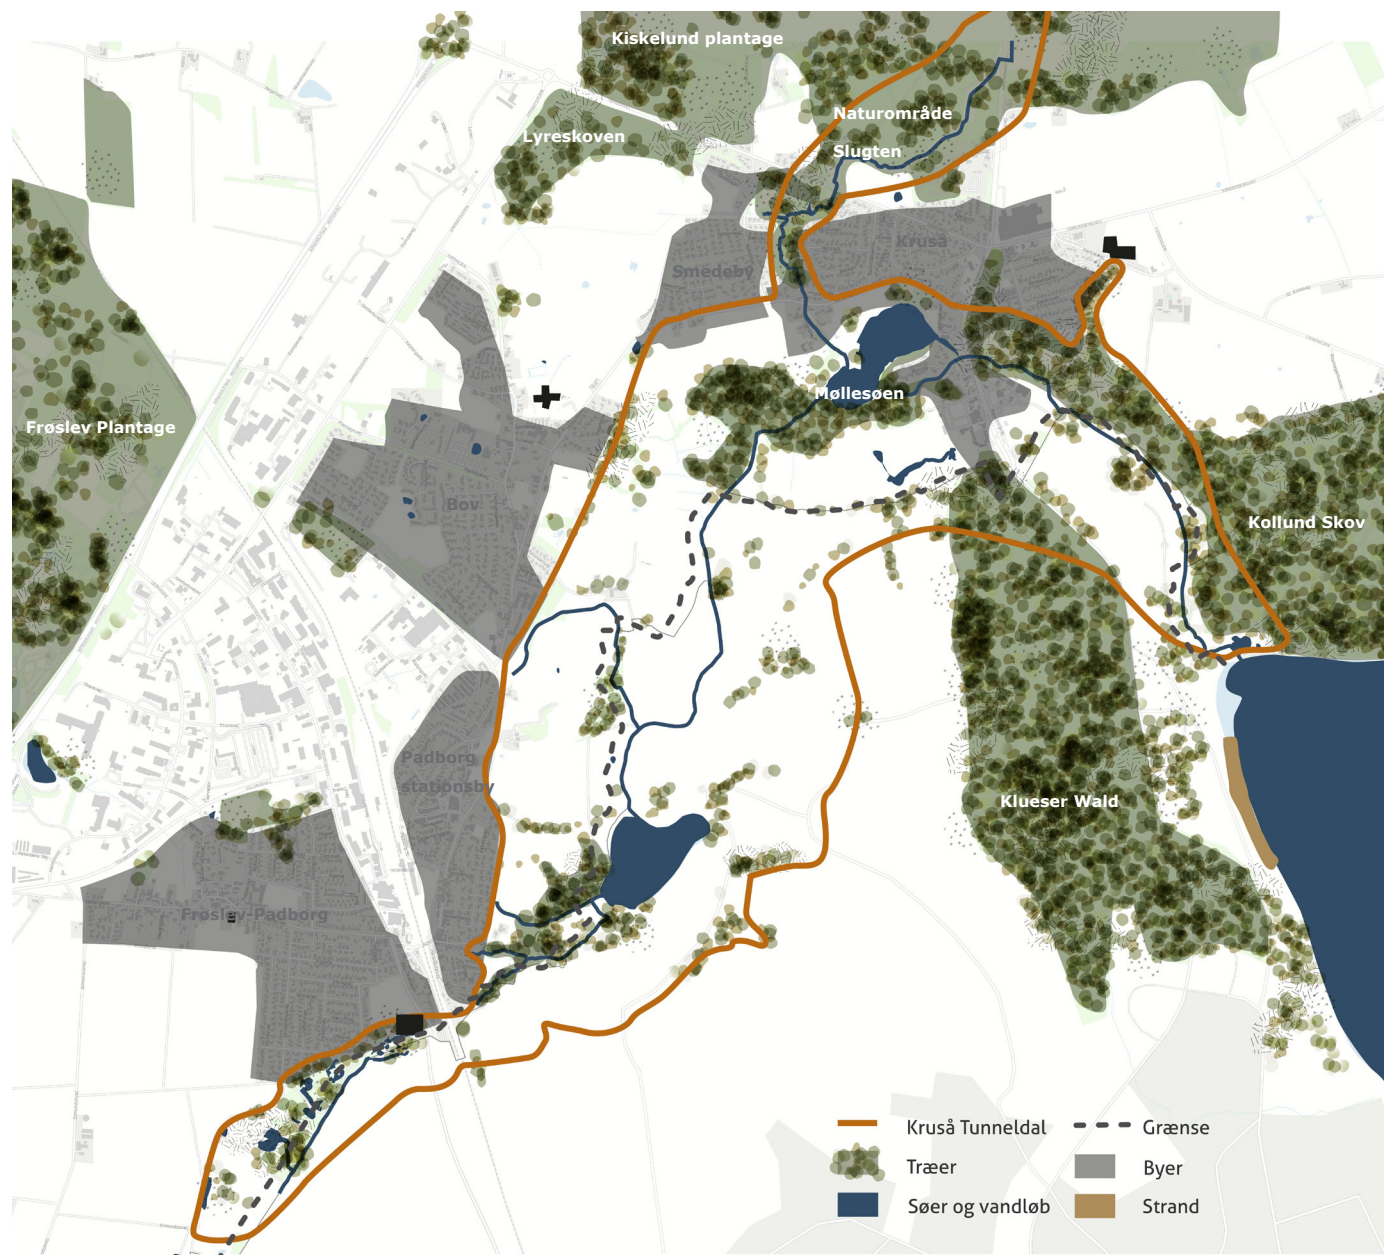 Kiskelund plantage
Naturområde
Lyreskoven
Slugten
Kruså
Smedeby
Møllesøen
Frøslev Plantage
Bov
Kollund Skov
Padborg
stationsby
Klueser Wald
Frøslev-Padborg
Kruså Tunneldal
Grænse
Træer
Byer
Søer og vandløb
Strand